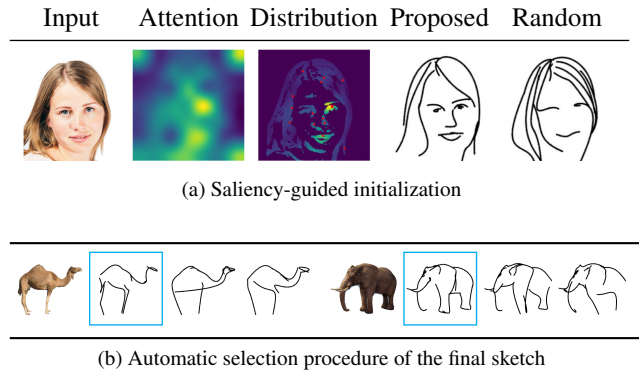 Input Attention Distribution Proposed Random
(a) Saliency-guided initialization
(b) Automatic selection procedure of the final sketch